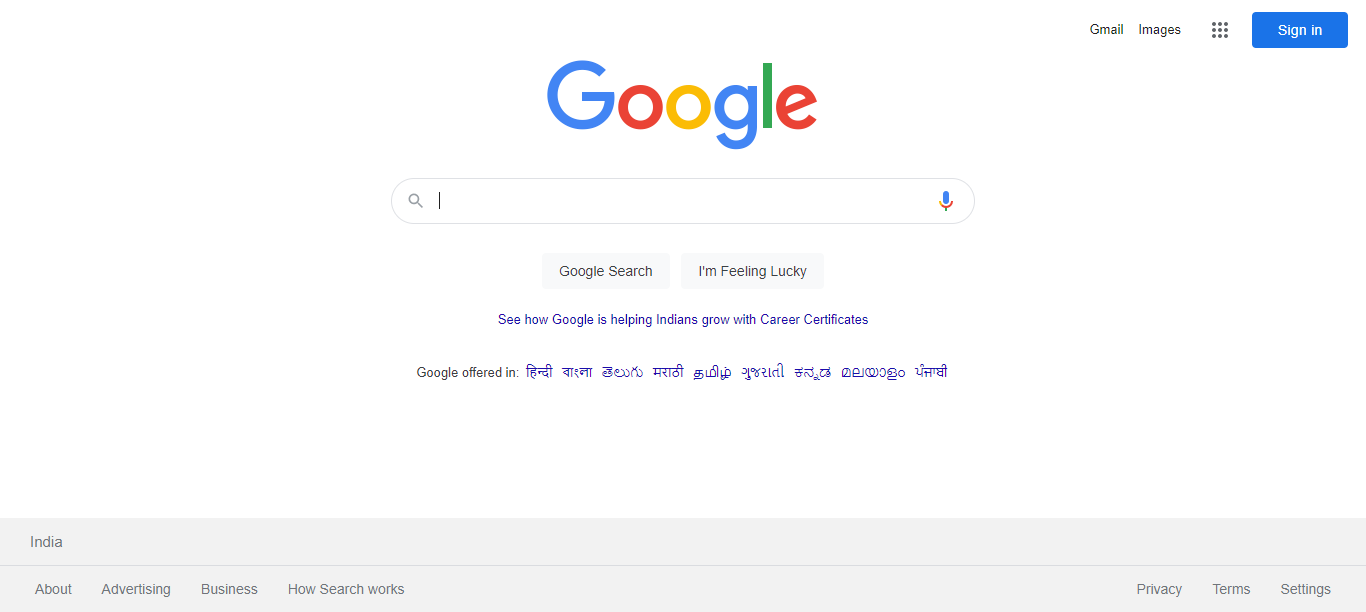 Gmail Images Sign in
Google
Google Search I'm Feeling Lucky
See how Google is helping Indians grow with Career Certificates
Google offered in: हिन्दी বাংলা తెలుగు मराठी தமிழ் ગુજરાતી ಕನ್ನಡ മലയാളം ਪੰਜਾਬੀ
India
About Advertising Business How Search works Privacy Terms Settings